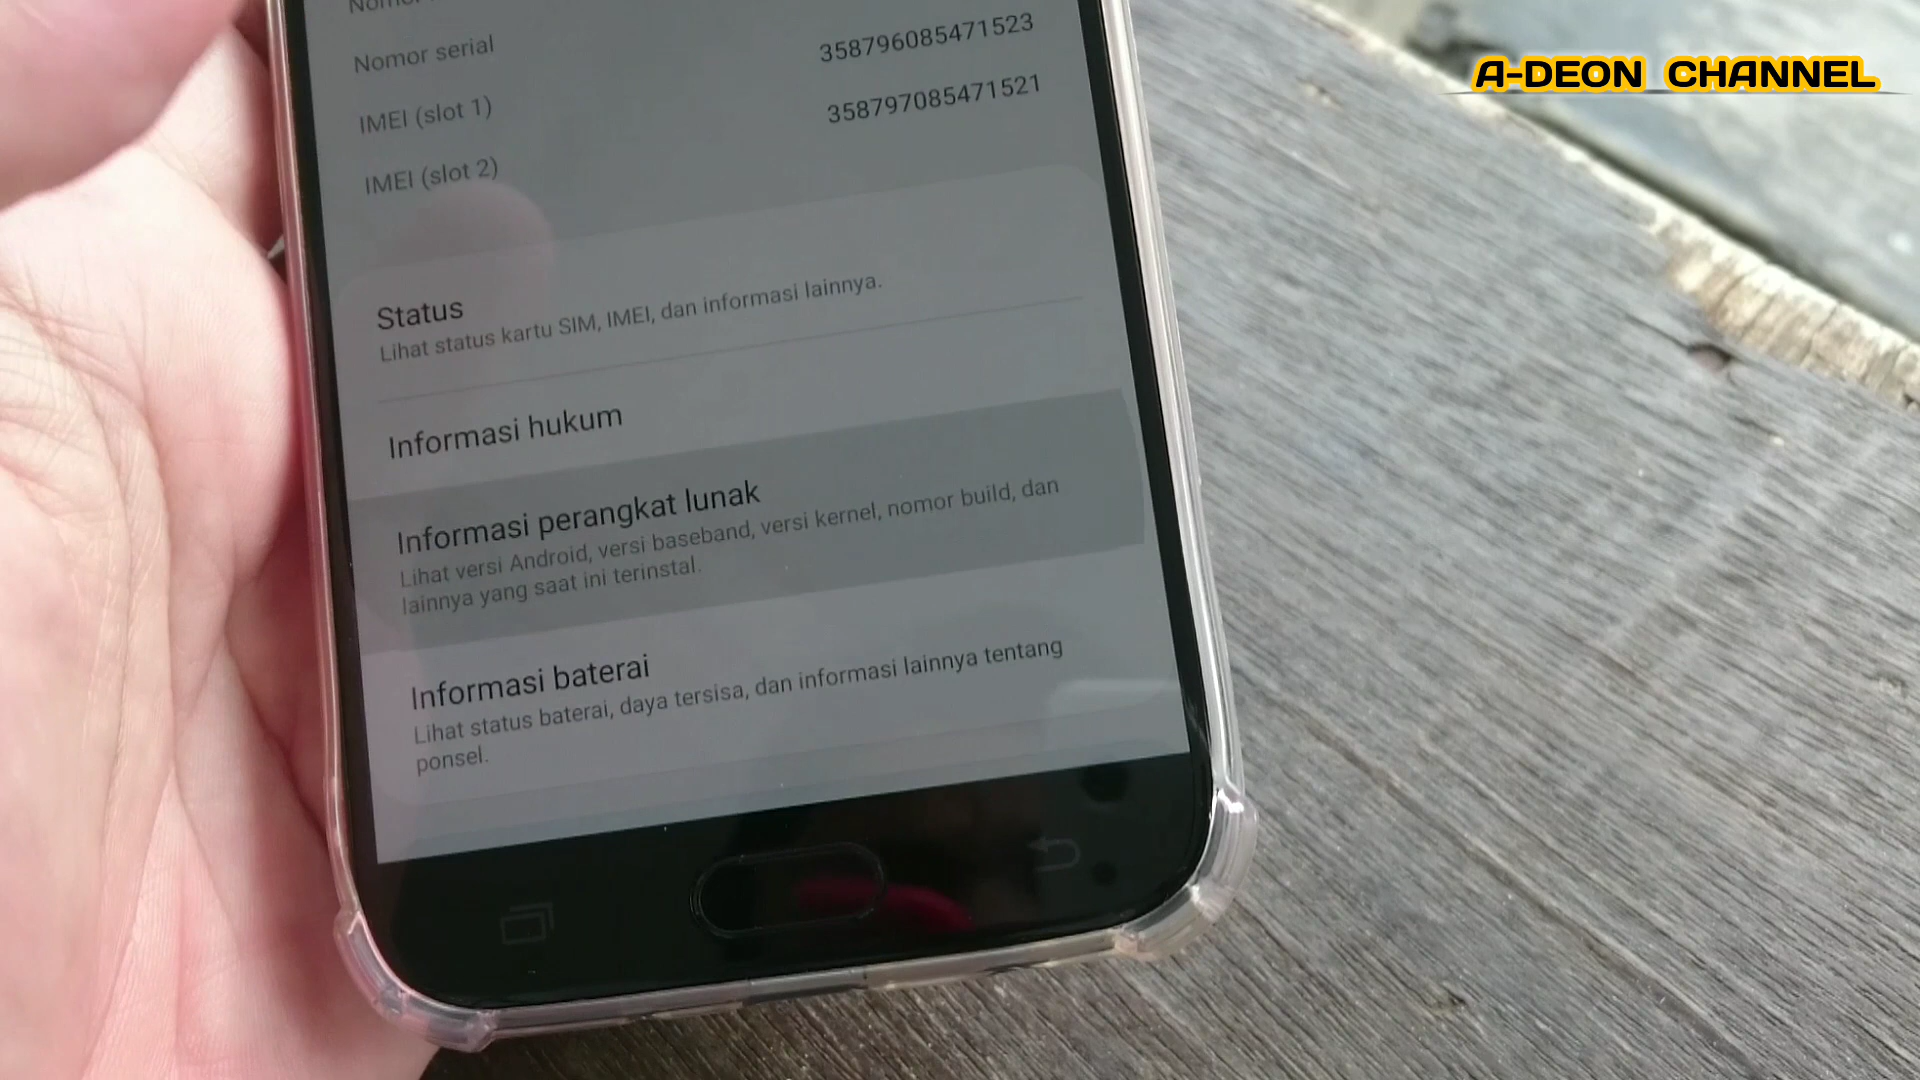 Nomor
Nomor serial
358796085471523
IMEI (slot 1)
358797085471521
IMEI (slot 2)
Status
Lihat status kartu SIM, IMEI, dan informasi lainnya.
Informasi hukum
Informasi perangkat lunak
Lihat versi Android, versi baseband, versi kernel, nomor build, dan
lainnya yang saat ini terinstal.
Informasi baterai
Lihat status baterai, daya tersisa, dan informasi lainnya tentang
ponsel.
A-DEON CHANNEL